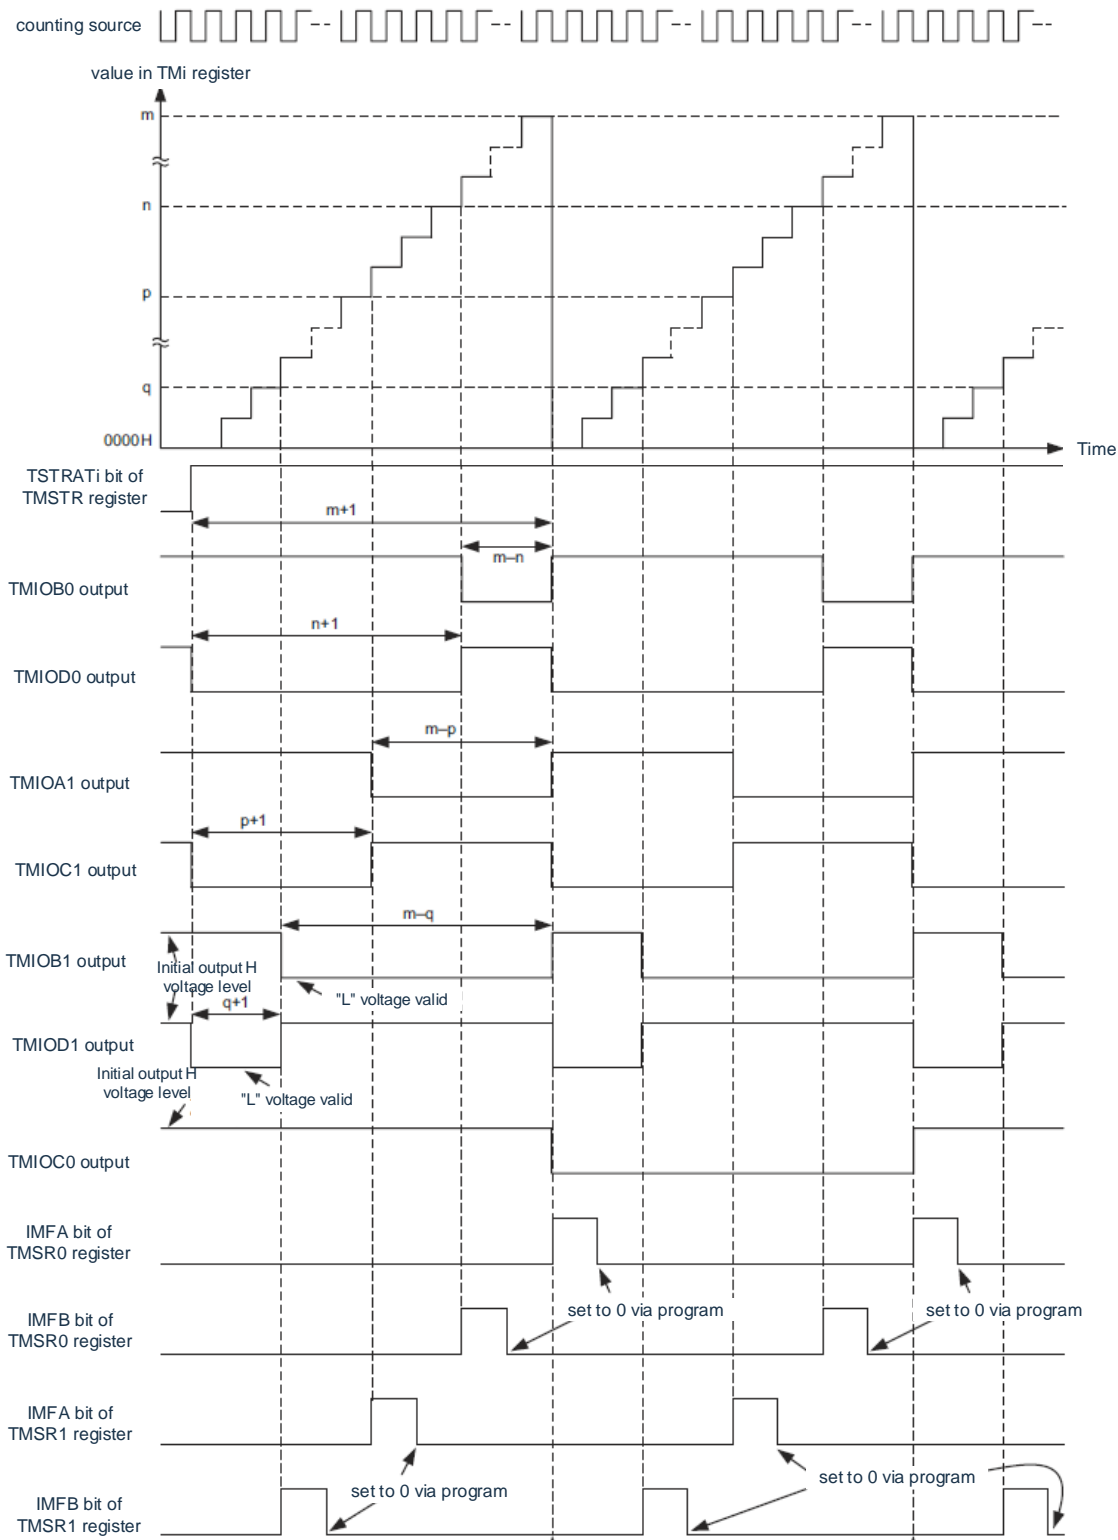 counting source
value in TMi register
m
n
p
q
0000H
Time
TSTRATi bit of
TMSTR register
m+1
m–n
TMIOB0 output
n+1
TMIOD0 output
m–p
TMIOA1 output
p+1
TMIOC1 output
m–q
TMIOB1 output
Initial output H
voltage level
"L" voltage valid
q+1
TMIOD1 output
Initial output H
voltage level
"L" voltage valid
TMIOC0 output
IMFA bit of
TMSR0 register
set to 0 via program
set to 0 via program
IMFB bit of
TMSR0 register
IMFA bit of
TMSR1 register
set to 0 via program
set to 0 via program
IMFB bit of
TMSR1 register